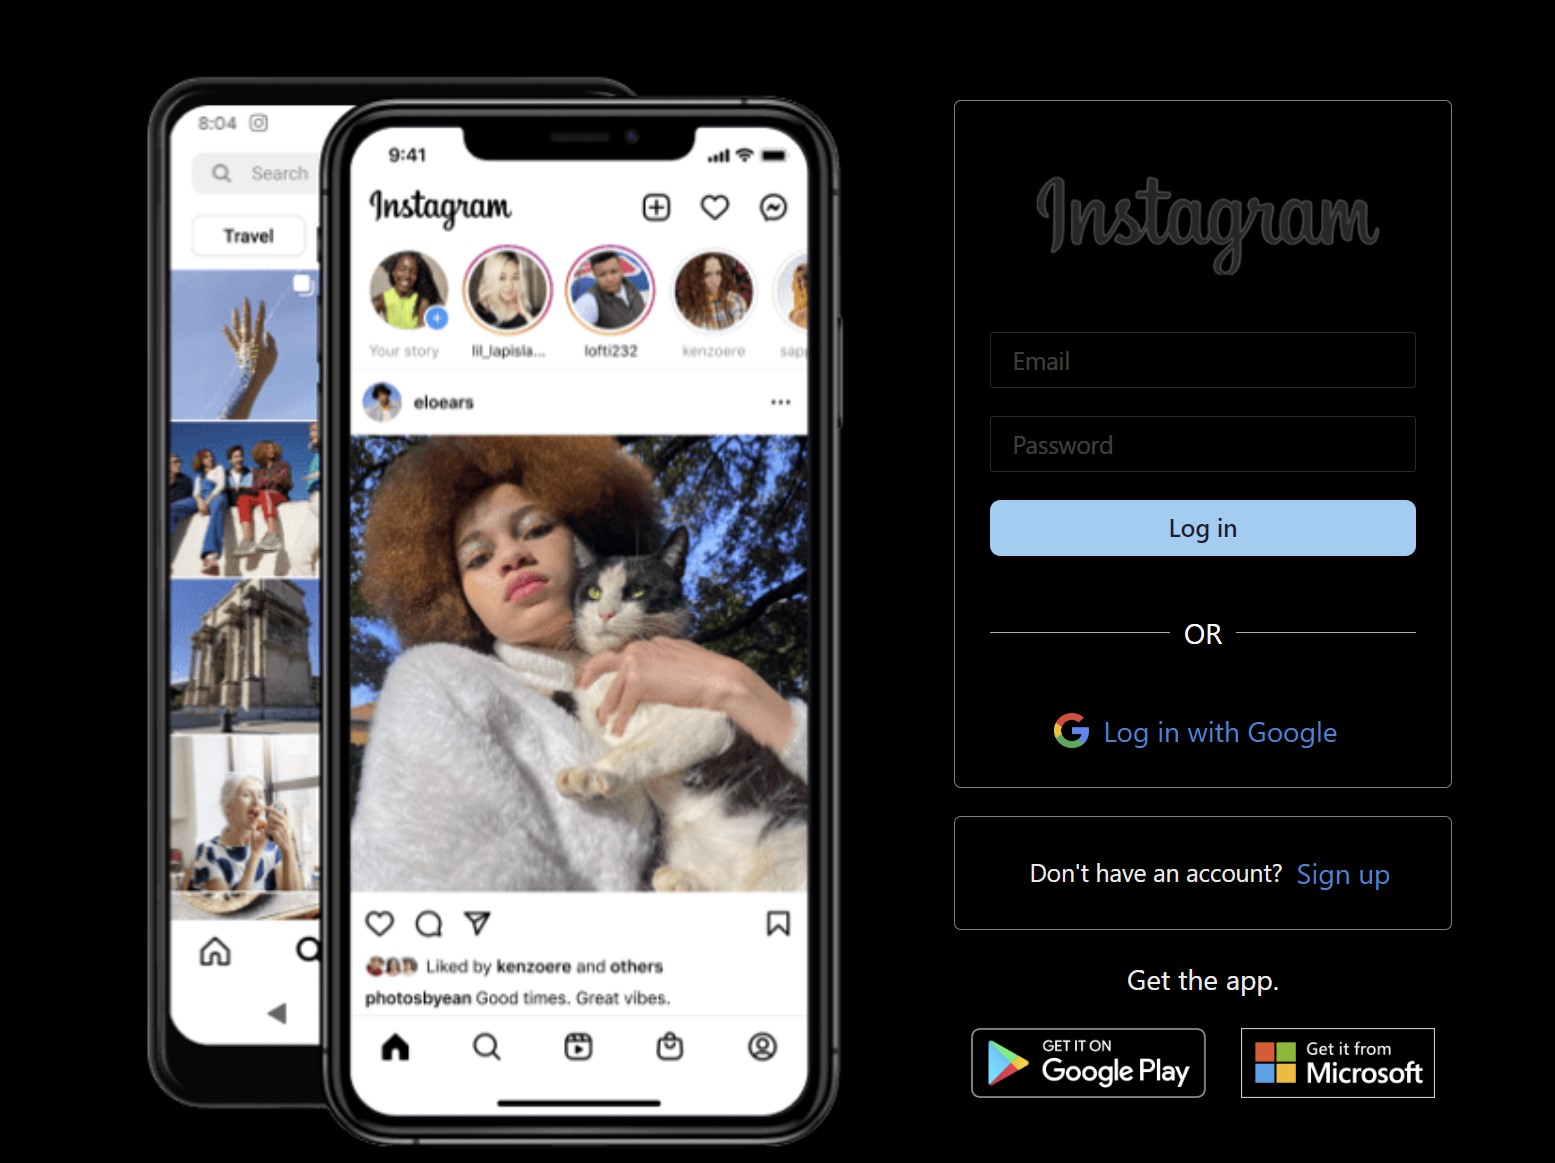 8:04
Search
Travel
9:41
Instagram
Your story
lil_lapisla...
lofti232
kenzoere
sapp
eloears
Liked by kenzoere and others
photosbyean Good times. Great vibes.
Instagram
Email
Password
Log in
OR
Log in with Google
Don't have an account? Sign up
Get the app.
GET IT ON
Google Play
Get it from
Microsoft